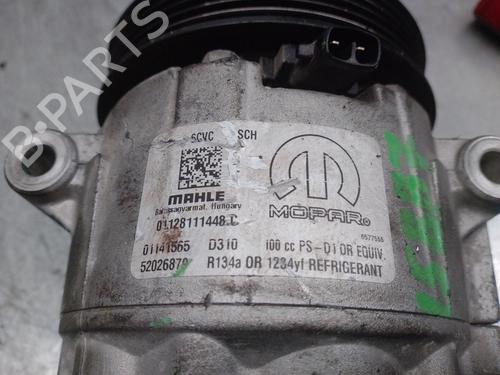 6CVC SCH
MAHLE
Balassagyarmat, Hungary
MOPAR®
01128111448.C
01141565 D310 100 cc PS-D1 OR EQUIV.
R134a OR 1234yf REFRIGERANT
B-PARTS